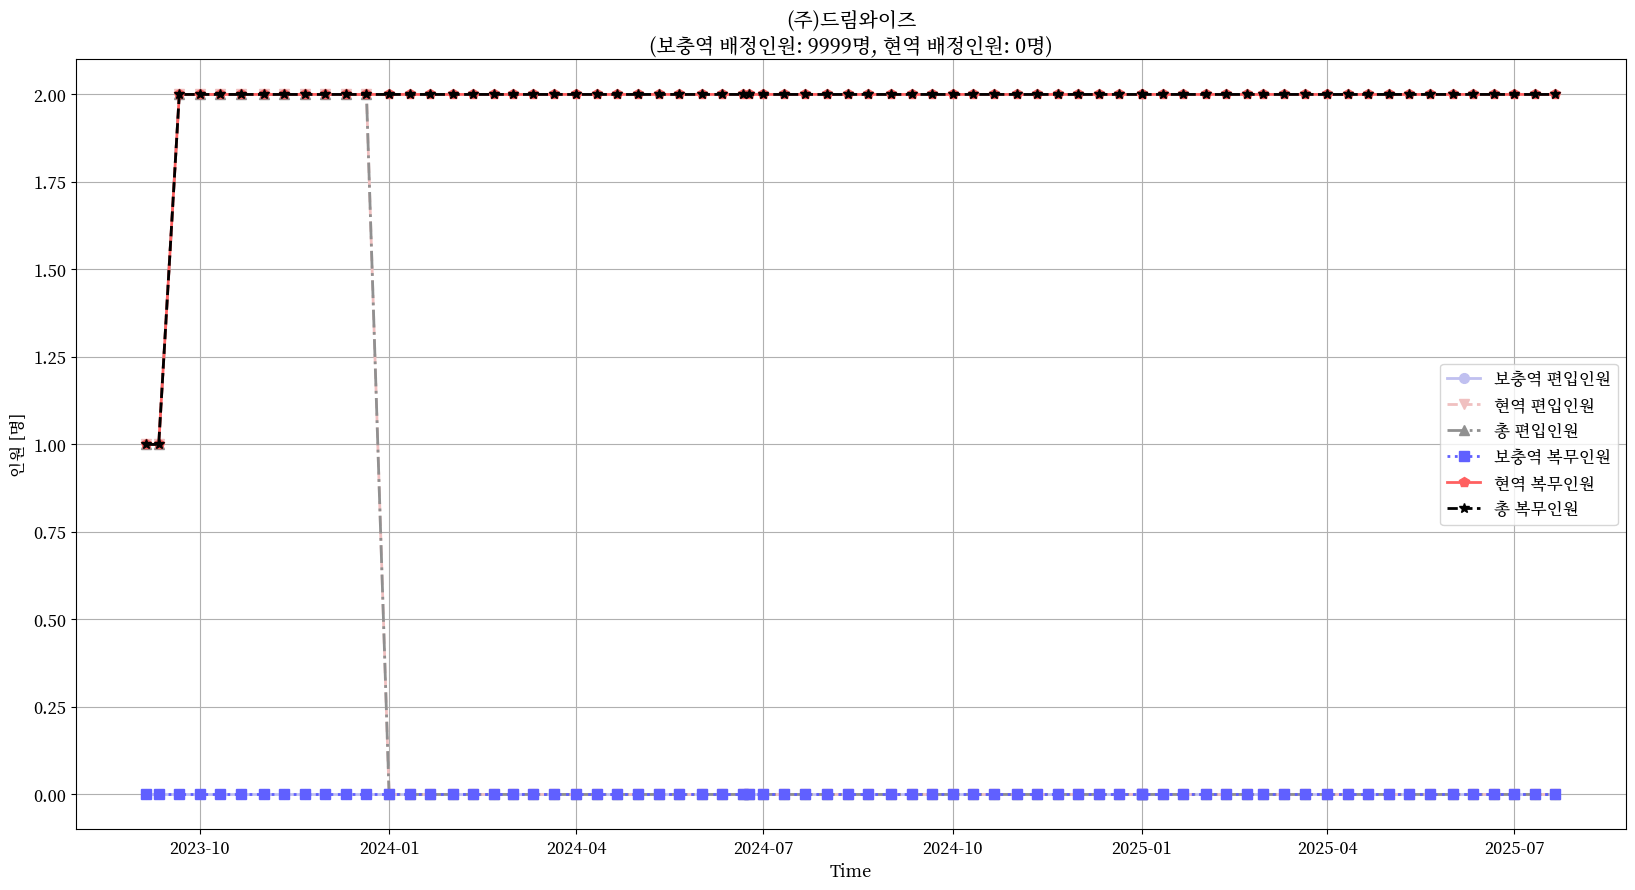 (주)드림와이즈
(보충역 배정인원: 9999명, 현역 배정인원: 0명)
인원 [명]
2.00
1.75
1.50
1.25
1.00
0.75
0.50
0.25
0.00
보충역 편입인원
현역 편입인원
총 편입인원
보충역 복무인원
현역 복무인원
총 복무인원
2023-10
2024-01
2024-04
2024-07
2024-10
2025-01
2025-04
2025-07
Time